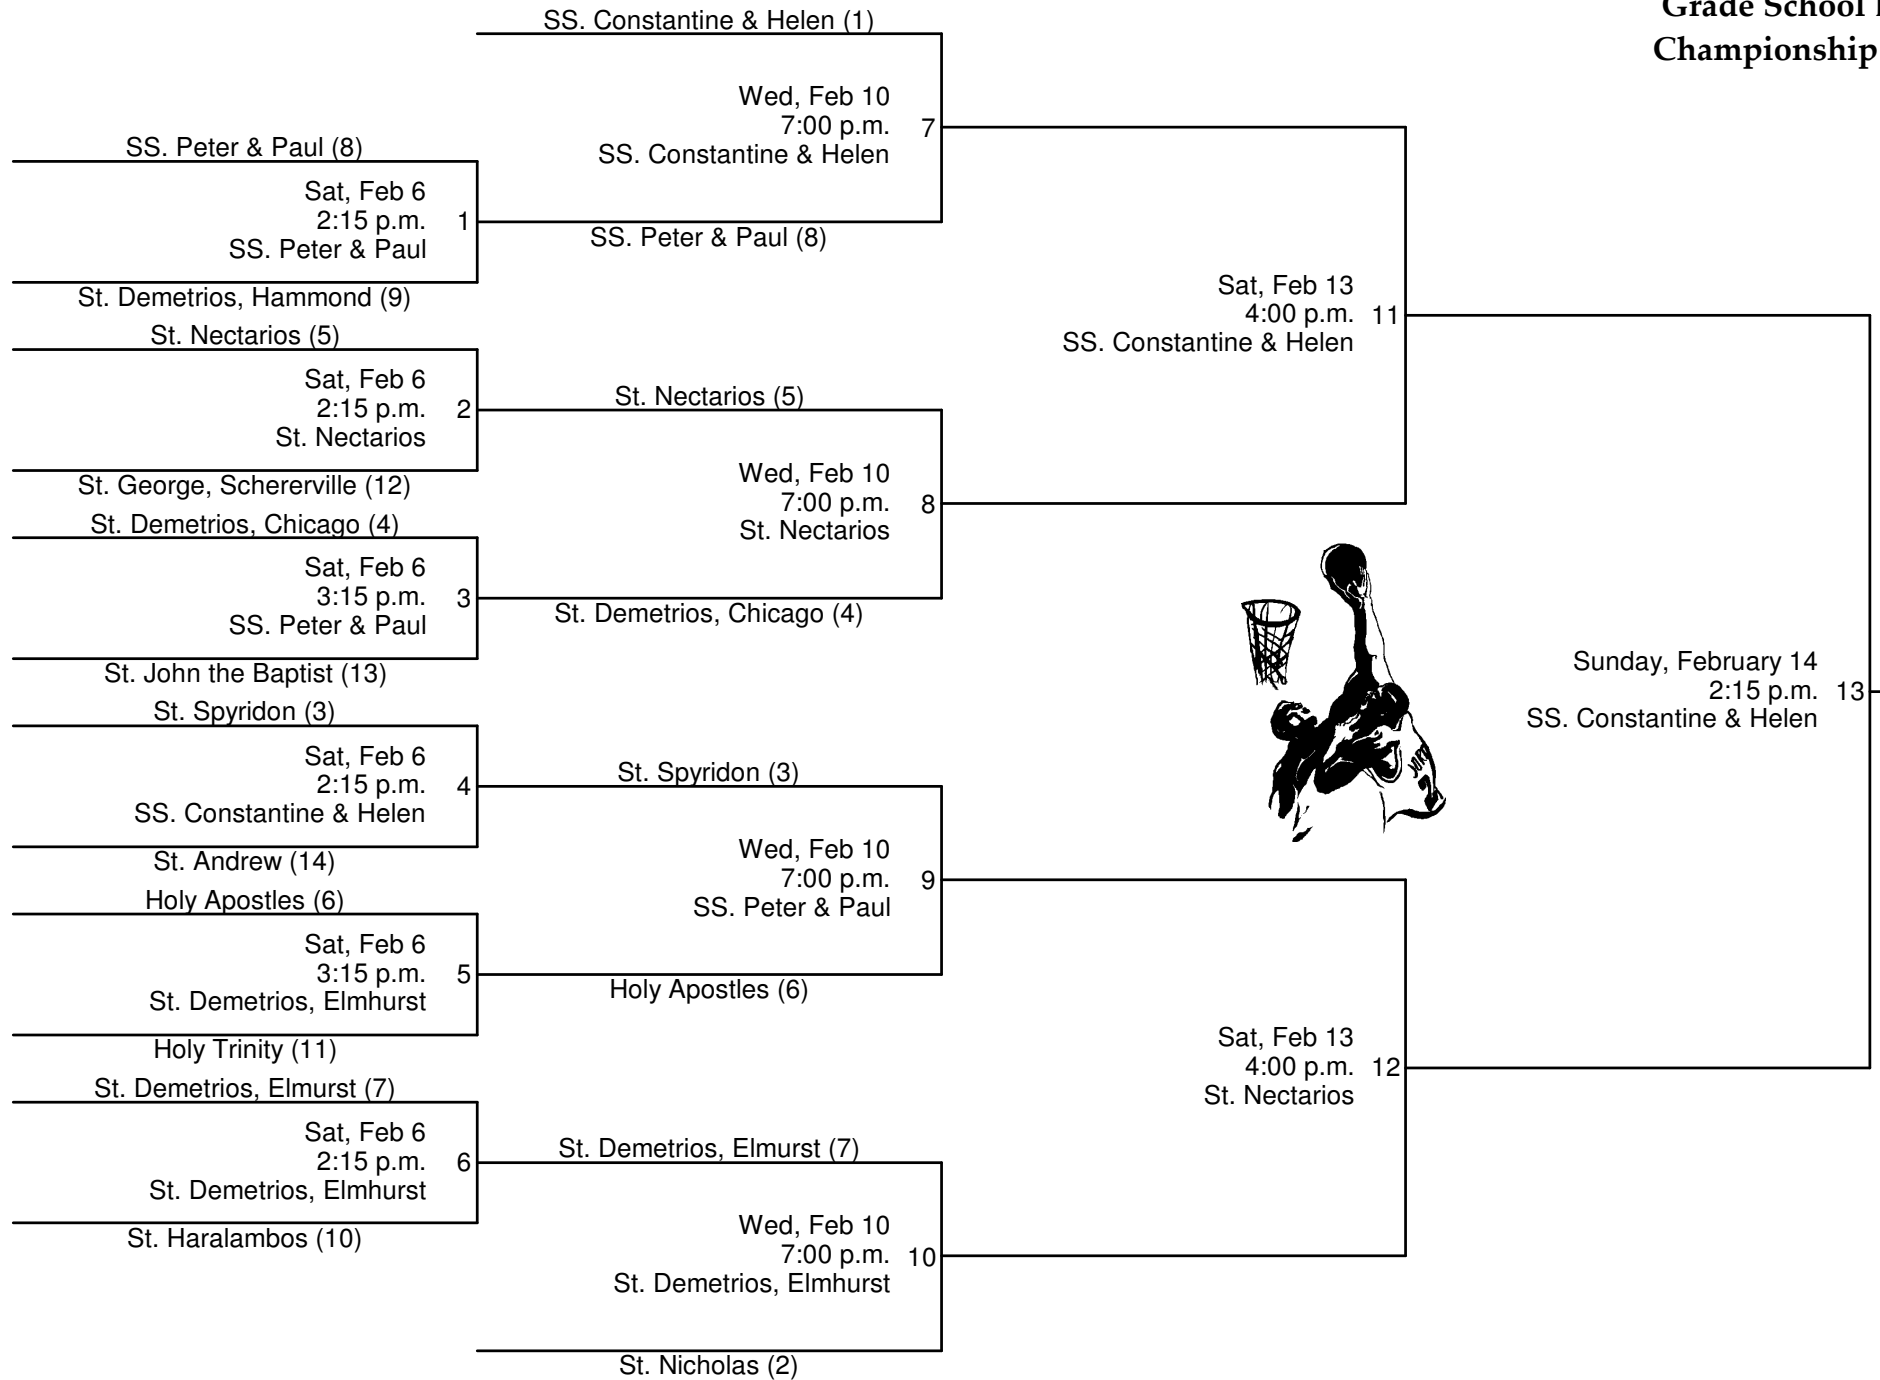 Grade School
Championship
SS. Constantine & Helen (1)
Wed, Feb 10
7:00 p.m.
7
SS. Constantine & Helen
SS. Peter & Paul (8)
Sat, Feb 6
2:15 p.m.
1
SS. Peter & Paul
SS. Peter & Paul (8)
St. Demetrios, Hammond (9)
Sat, Feb 13
4:00 p.m.
11
SS. Constantine & Helen
St. Nectarios (5)
Sat, Feb 6
2:15 p.m.
2
St. Nectarios
St. Nectarios (5)
St. George, Schererville (12)
Wed, Feb 10
7:00 p.m.
8
St. Nectarios
St. Demetrios, Chicago (4)
Sat, Feb 6
3:15 p.m.
3
SS. Peter & Paul
St. Demetrios, Chicago (4)
St. John the Baptist (13)
Sunday, February 14
2:15 p.m.
13
SS. Constantine & Helen
St. Spyridon (3)
Sat, Feb 6
2:15 p.m.
4
SS. Constantine & Helen
St. Spyridon (3)
St. Andrew (14)
Wed, Feb 10
7:00 p.m.
9
SS. Peter & Paul
Holy Apostles (6)
Sat, Feb 6
3:15 p.m.
5
St. Demetrios, Elmhurst
Holy Apostles (6)
Holy Trinity (11)
Sat, Feb 13
4:00 p.m.
12
St. Nectarios
St. Demetrios, Elmurst (7)
Sat, Feb 6
2:15 p.m.
6
St. Demetrios, Elmhurst
St. Demetrios, Elmurst (7)
St. Haralambos (10)
Wed, Feb 10
7:00 p.m.
10
St. Demetrios, Elmhurst
St. Nicholas (2)